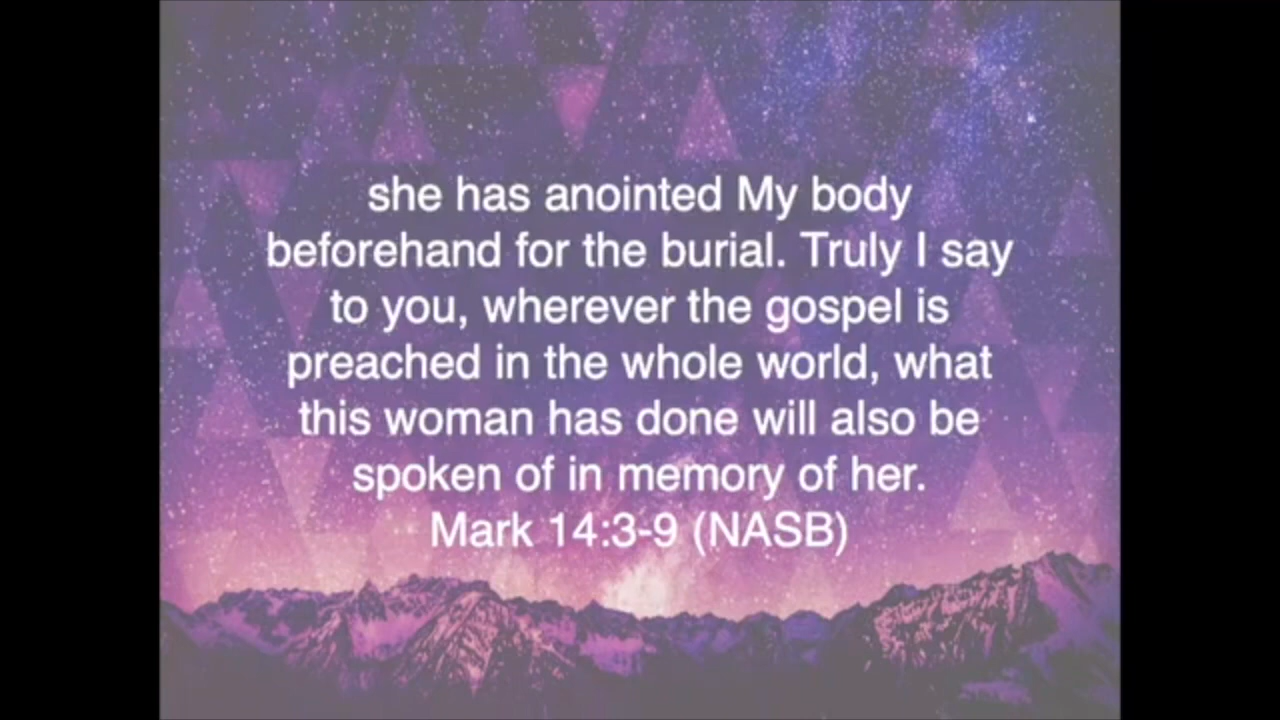 she has anointed My body
beforehand for the burial. Truly I say
to you, wherever the gospel is
preached in the whole world, what
this woman has done will also be
spoken of in memory of her.
Mark 14:3-9 (NASB)